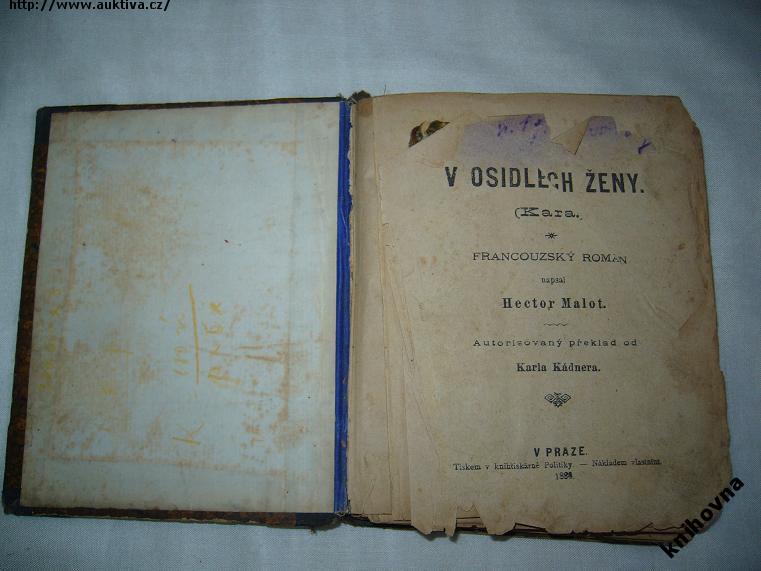 http://www.auktiva.cz/
V OSIDLECH ŽENY.
(Kara.)
FRANCOUZSKÝ ROMÁN
napsal
Hector Malot.
Autorisovaný překlad od
Karla Kádnera.
V PRAZE.
Tiskem v knihtiskárně Politiky. — Nákladem vlastním.
knihovna